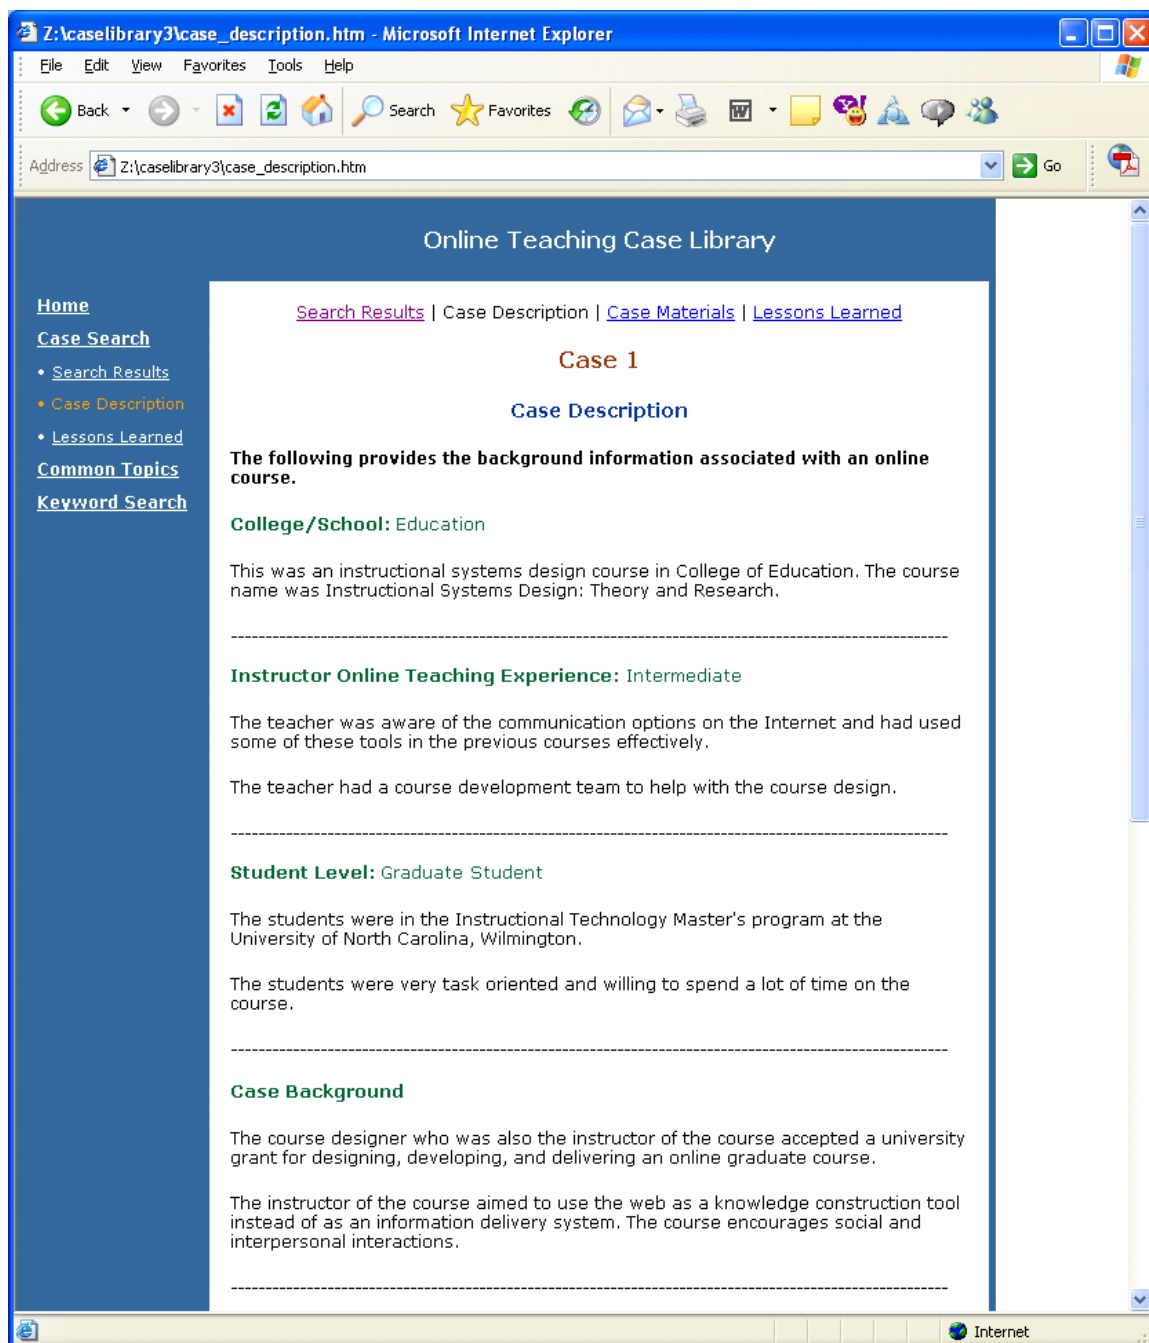 Z:\caselibrary3\case_description.htm - Microsoft Internet Explorer
File Edit View Favorites Tools Help
Back Search Favorites
Address Z:\caselibrary3\case_description.htm Go
Online Teaching Case Library
Home
Case Search
• Search Results
• Case Description
• Lessons Learned
Common Topics
Keyword Search
Search Results | Case Description | Case Materials | Lessons Learned
Case 1
Case Description
The following provides the background information associated with an online
course.
College/School: Education
This was an instructional systems design course in College of Education. The course
name was Instructional Systems Design: Theory and Research.
Instructor Online Teaching Experience: Intermediate
The teacher was aware of the communication options on the Internet and had used
some of these tools in the previous courses effectively.
The teacher had a course development team to help with the course design.
Student Level: Graduate Student
The students were in the Instructional Technology Master's program at the
University of North Carolina, Wilmington.
The students were very task oriented and willing to spend a lot of time on the
course.
Case Background
The course designer who was also the instructor of the course accepted a university
grant for designing, developing, and delivering an online graduate course.
The instructor of the course aimed to use the web as a knowledge construction tool
instead of as an information delivery system. The course encourages social and
interpersonal interactions.
Internet